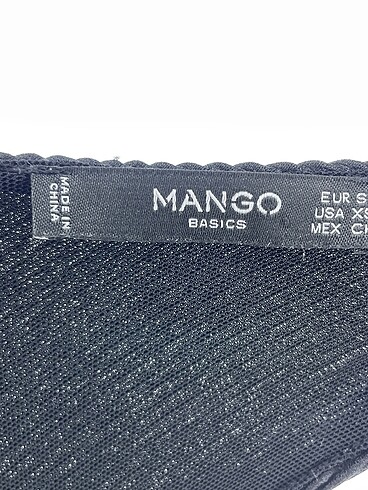 MADE IN
CHINA
MANGO
BASICS
EUR S
USA XS
MEX CH